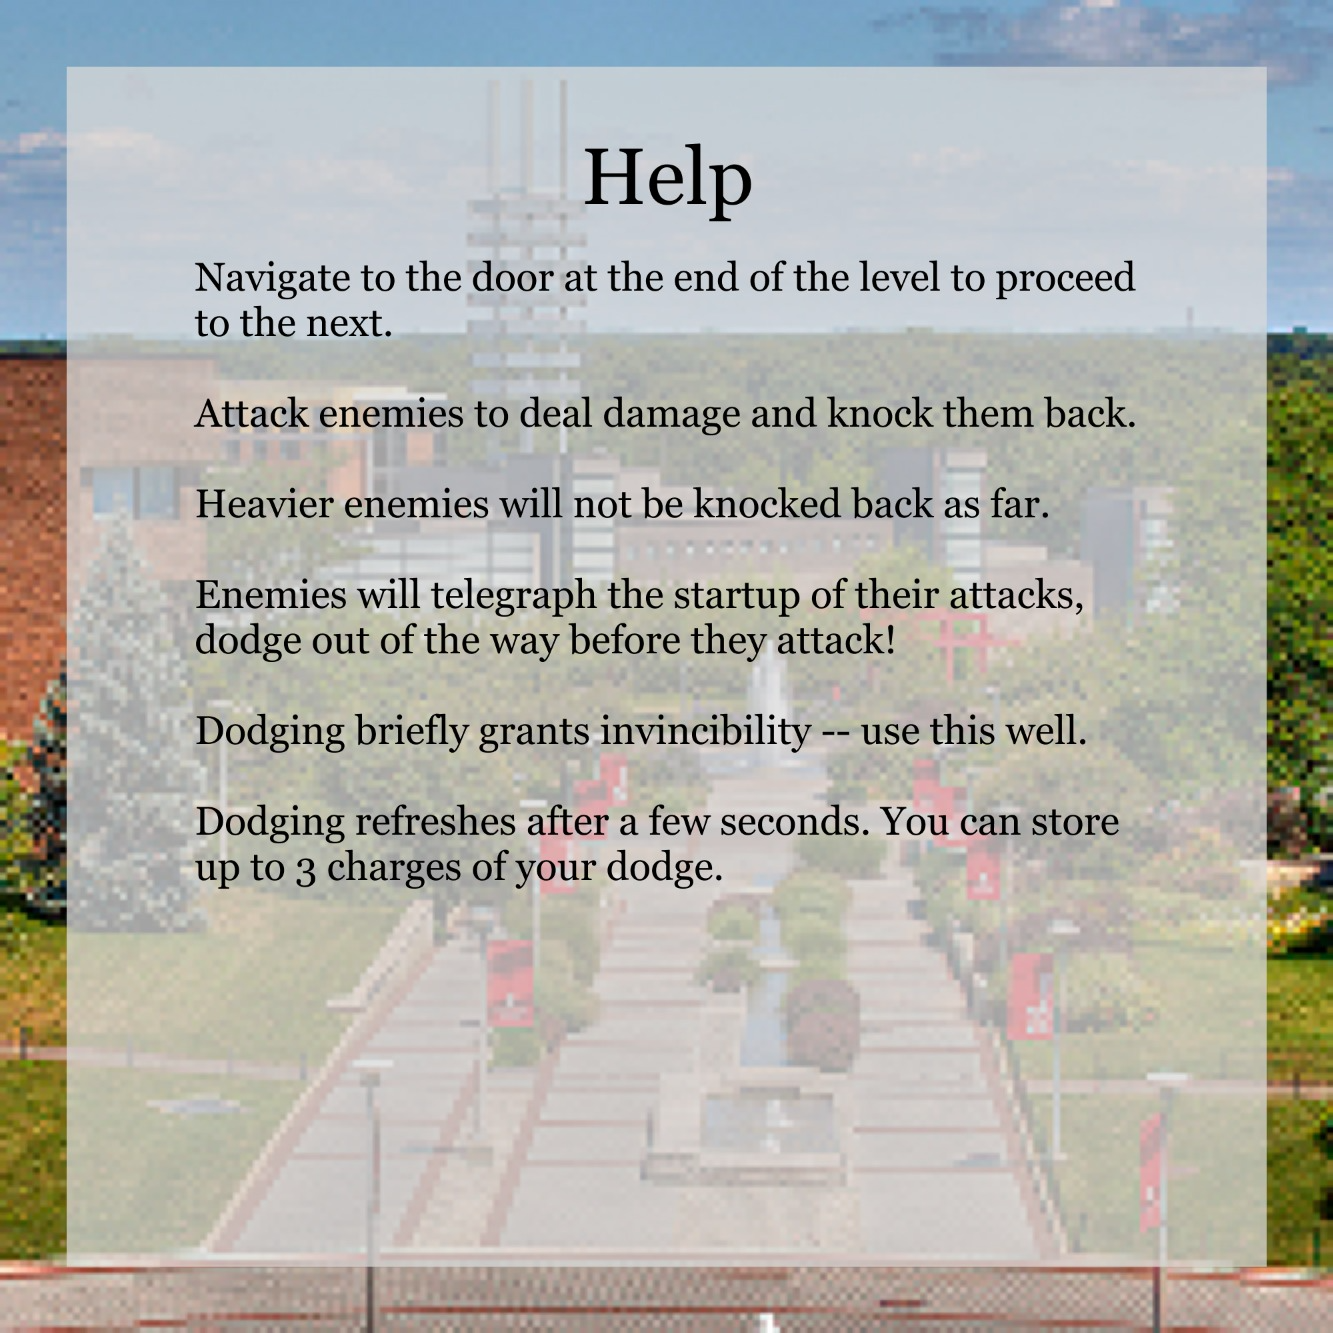 Help
Navigate to the door at the end of the level to proceed
to the next.
Attack enemies to deal damage and knock them back.
Heavier enemies will not be knocked back as far.
Enemies will telegraph the startup of their attacks,
dodge out of the way before they attack!
Dodging briefly grants invincibility -- use this well.
Dodging refreshes after a few seconds. You can store
up to 3 charges of your dodge.